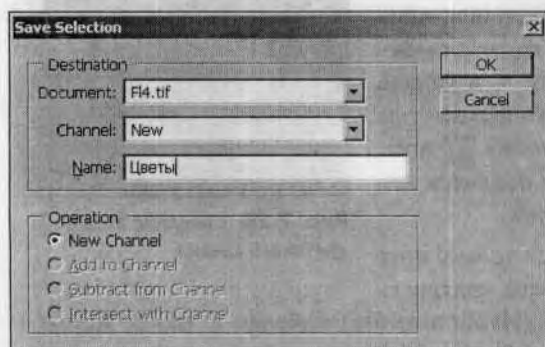 Save Selection
Destination
Document: Fl4.tif
Channel: New
Name: Цветы
Operation
New Channel
Add to Channel
Subtract from Channel
Intersect with Channel
OK
Cancel